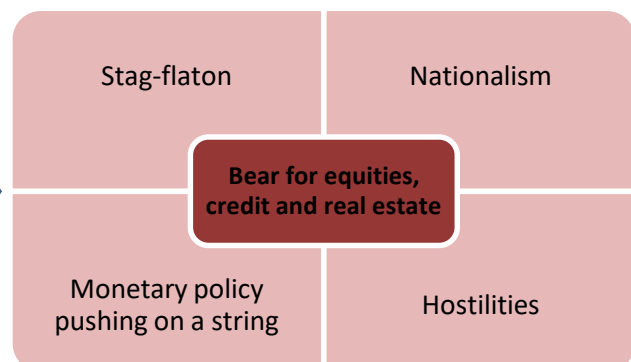 Stag-flaton
Nationalism
Bear for equities,
credit and real estate
Monetary policy
pushing on a string
Hostilities